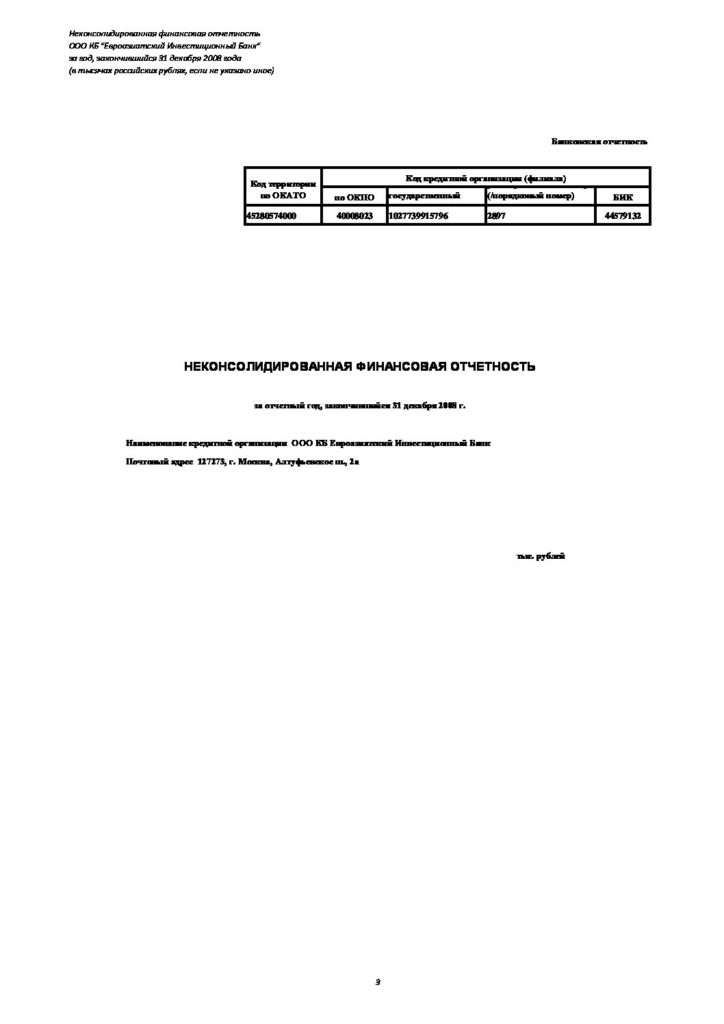 Неконсолидированная финансовая отчетность
ООО КБ "Евроазиатский Инвестиционный Банк"
за год, закончившийся 31 декабря 2008 года
(в тысячах российских рублях, если не указано иное)
Банковская отчетность
Код территории по ОКАТО
Код кредитной организации (филиала)
по ОКПО
государственный
(/порядковый номер)
БИК
45280574000 40008023 1027739915796 2897 44579132
НЕКОНСОЛИДИРОВАННАЯ ФИНАНСОВАЯ ОТЧЕТНОСТЬ
за отчетный год, закончившийся 31 декабря 2008 г.
Наименование кредитной организации ООО КБ Евроазиатский Инвестиционный Банк
Почтовый адрес 127273, г. Москва, Алтуфьевское ш., 2а
тыс. рублей
3